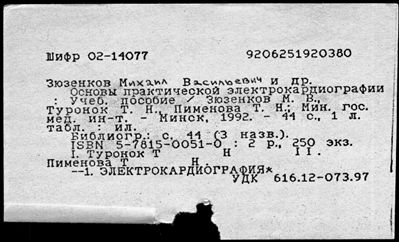 Шифр 02-14077 9206251920380
Зюзенков Михаил Васильевич и др.
Основы практической электрокардиографии
: Учеб. пособие / Зюзенков М. В.,
Туронок Т. Н., Пименова Т. Н.; Мин. гос.
мед. ин-т. - Минск, 1992. - 44 с., 1 л.
табл. : ил.
Библиогр.: с. 44 (3 назв.).
ISBN 5-7815-0051-0 : 2 р., 250 экз.
I. Туронок Т Н II.
Пименова Т Н
--1. ЭЛЕКТРОКАРДИОГРАФИЯ*
УДК 616.12-073.97